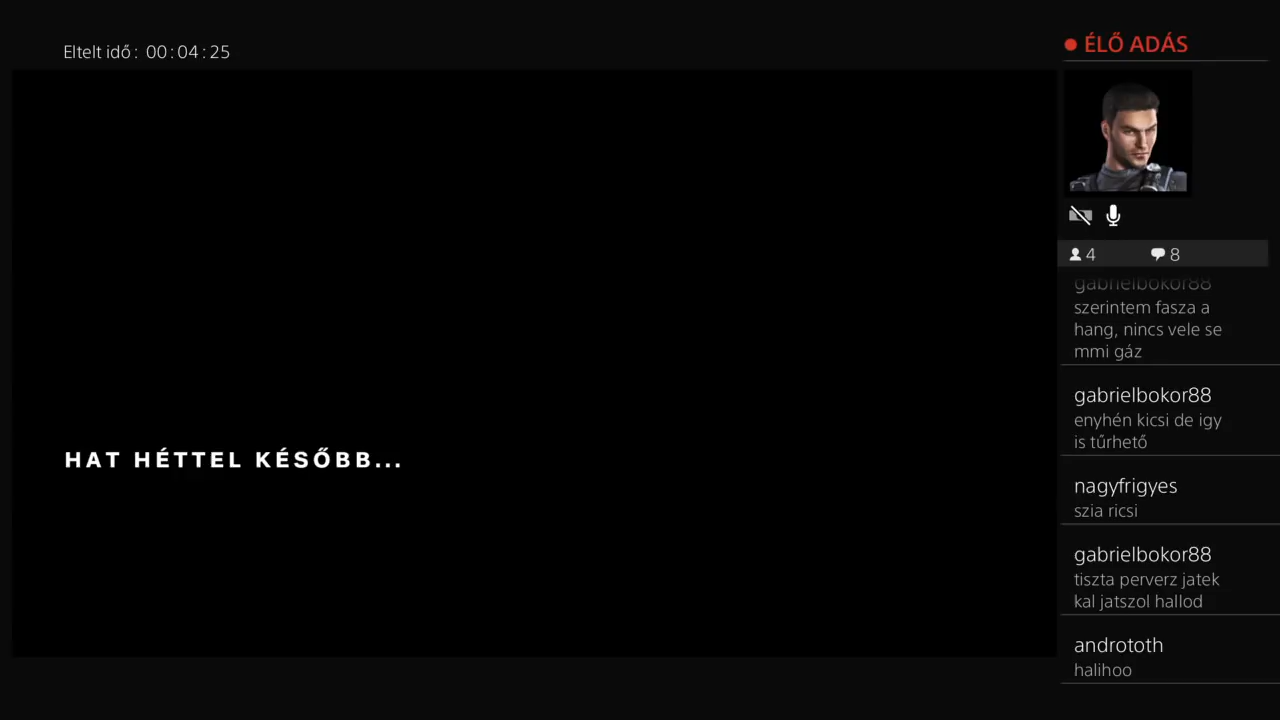 Eltelt idő: 00:04:25
ÉLŐ ADÁS
4 8
HAT HÉTTEL KÉSŐBB...
gabrielbokor88
szerintem fasza a
hang, nincs vele se
mmi gáz
gabrielbokor88
enyhén kicsi de igy
is tűrhető
nagyfrigyes
szia ricsi
gabrielbokor88
tiszta perverz jatek
kal jatszol hallod
andrototh
halihoo